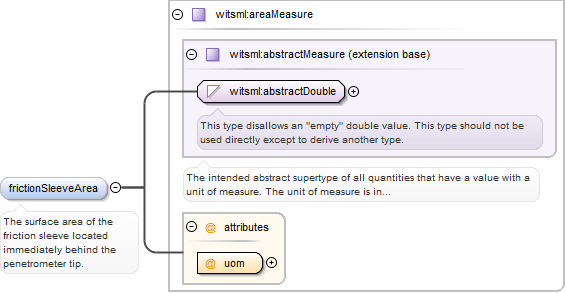 witsml:areaMeasure
witsml:abstractMeasure (extension base)
witsml:abstractDouble
This type disallows an "empty" double value. This type should not be
used directly except to derive another type.
The intended abstract supertype of all quantities that have a value with a
unit of measure. The unit of measure is in...
frictionSleeveArea
The surface area of the
friction sleeve located
immediately behind the
penetrometer tip.
@ attributes
@ uom